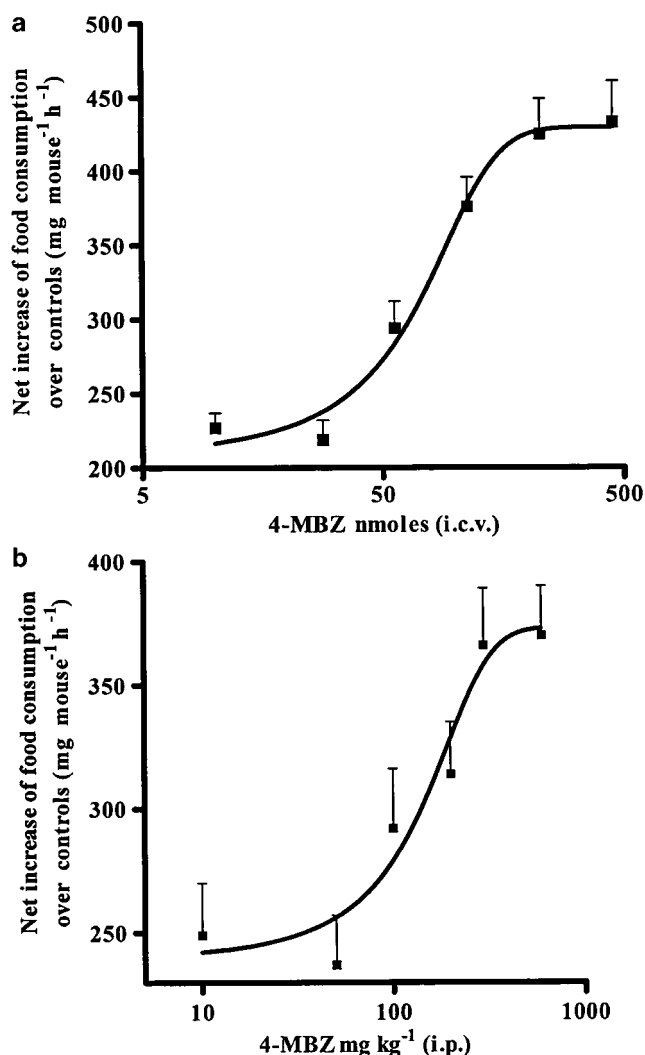 a
Net increase of food consumption
over controls (mg mouse⁻¹ h⁻¹)
500
450
400
350
300
250
200
5
50
500
4-MBZ nmoles (i.c.v.)
b
Net increase of food consumption
over controls (mg mouse⁻¹ h⁻¹)
400
350
300
250
10
100
1000
4-MBZ mg kg⁻¹ (i.p.)